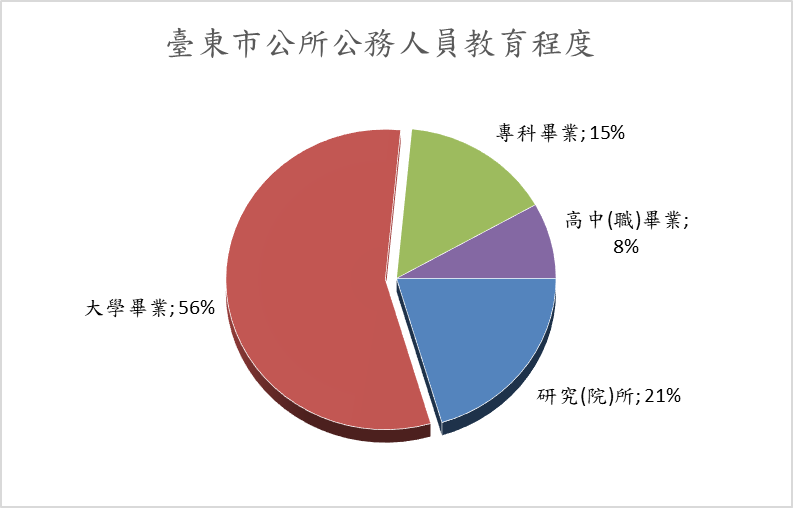 臺東市公所公務人員教育程度
專科畢業; 15%
高中(職)畢業;
8%
大學畢業; 56%
研究(院)所; 21%